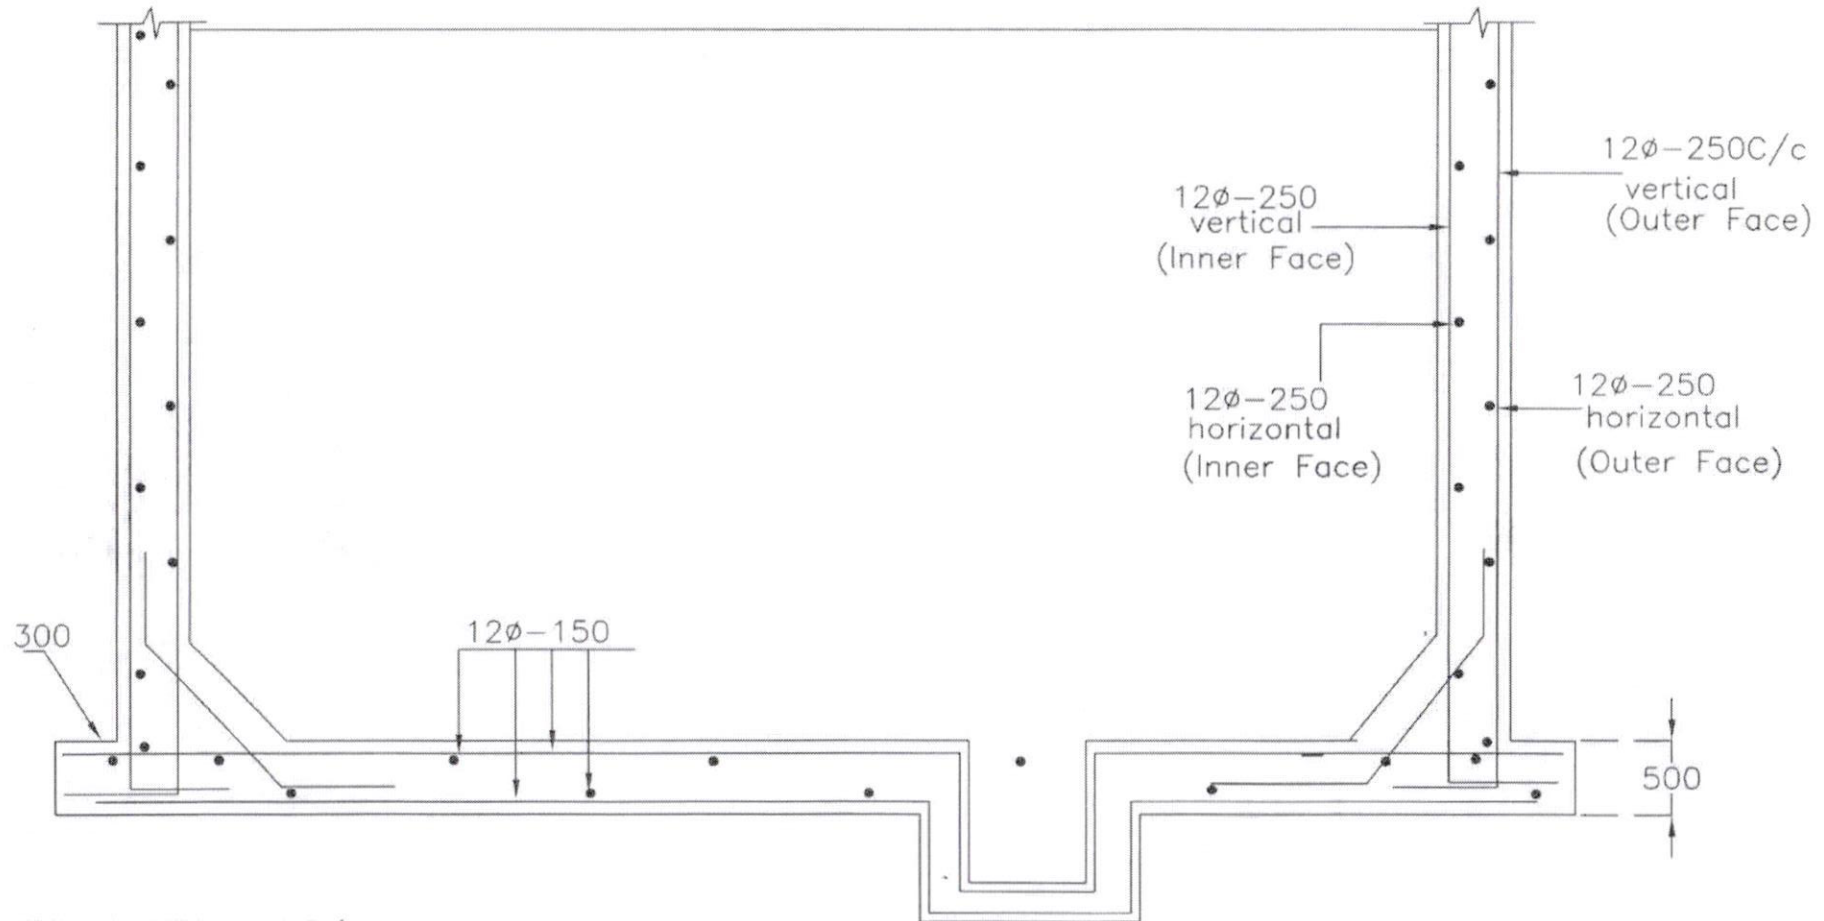 12ø-250C/c
vertical
(Outer Face)
12ø-250
vertical
(Inner Face)
12ø-250
horizontal
(Inner Face)
12ø-250
horizontal
(Outer Face)
300
12ø-150
500